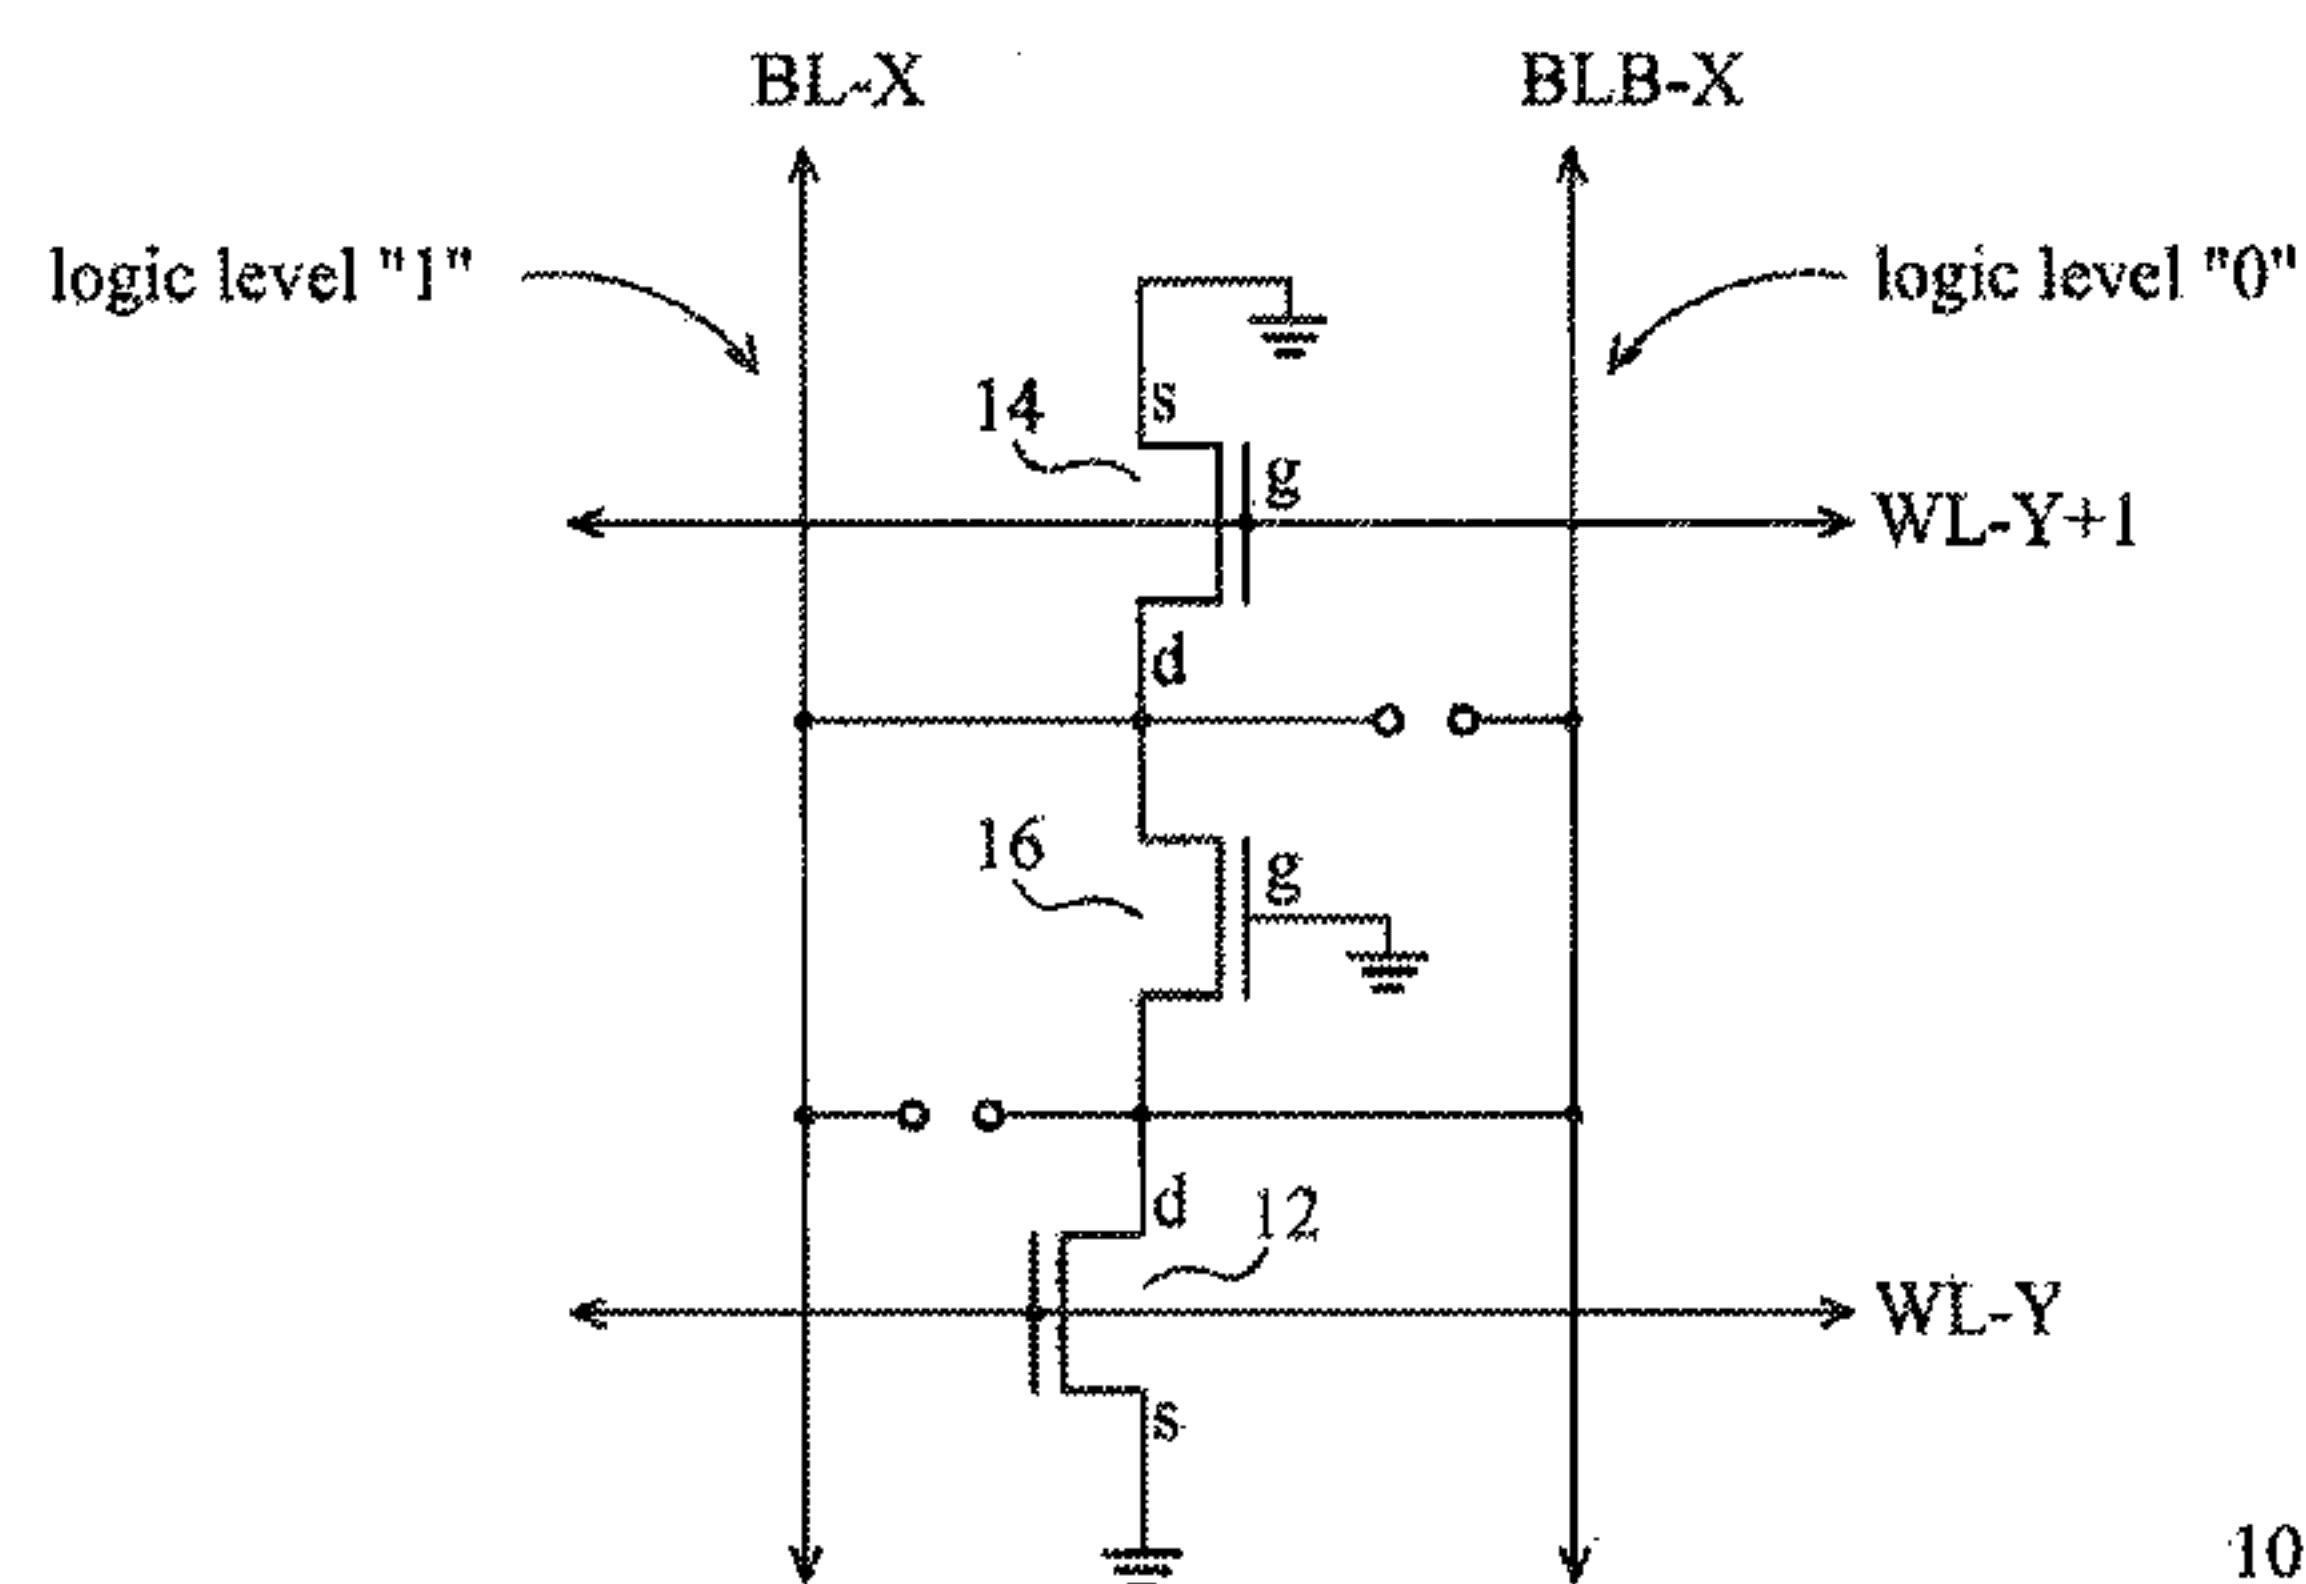 BL-X
BLB-X
logic level "1"
logic level "0"
14
s
g
WL-Y+1
d
16
g
d
12
WL-Y
s
10